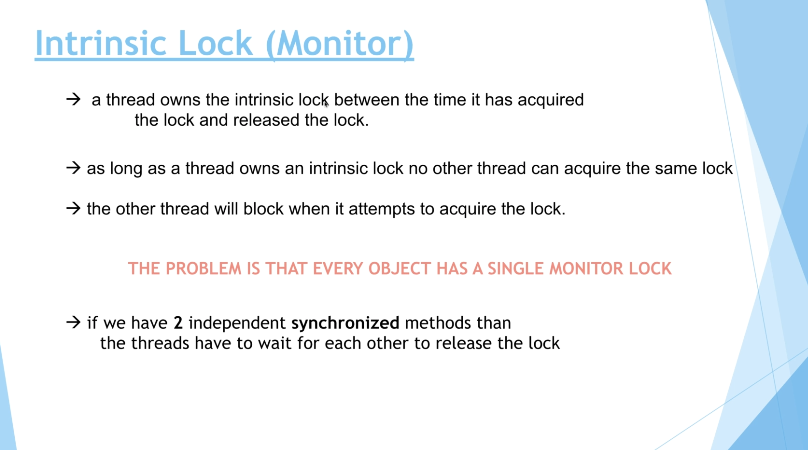 Intrinsic Lock (Monitor)
→ a thread owns the intrinsic lock between the time it has acquired
the lock and released the lock.
→ as long as a thread owns an intrinsic lock no other thread can acquire the same lock
→ the other thread will block when it attempts to acquire the lock.
THE PROBLEM IS THAT EVERY OBJECT HAS A SINGLE MONITOR LOCK
→ if we have 2 independent synchronized methods than
the threads have to wait for each other to release the lock